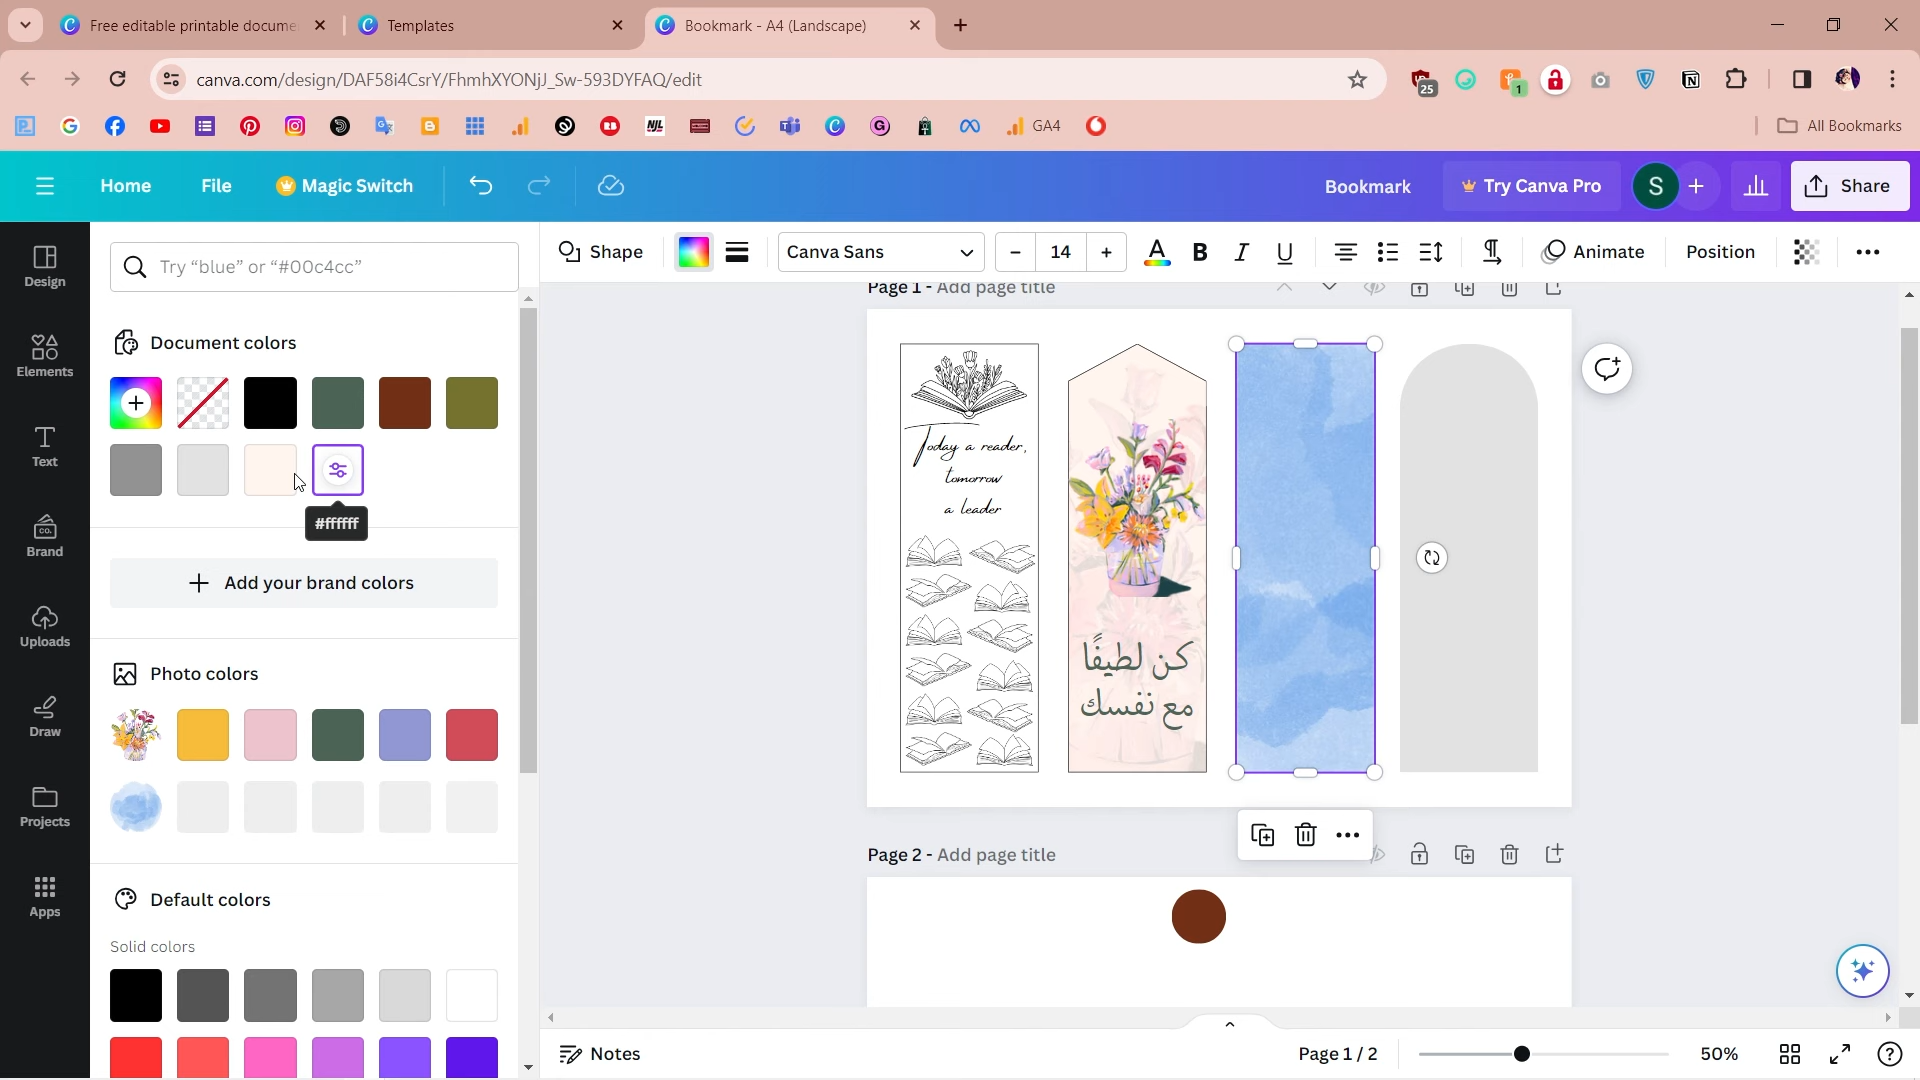 Free editable printable docume
Templates
Bookmark - A4 (Landscape)
canva.com/design/DAF58i4CsrY/FhmhXYONjJ_Sw-593DYFAQ/edit
25
1
NJL
GA4
All Bookmarks
Home
File
Magic Switch
Bookmark
Try Canva Pro
S
Share
Design
Elements
Text
Brand
Uploads
Draw
Projects
Apps
Try “blue” or “#00c4cc”
Document colors
#ffffff
Add your brand colors
Photo colors
Default colors
Solid colors
Shape
Canva Sans
14
Animate
Position
Page 1 - Add page title
Today a reader,
tomorrow
a leader
كن لطيفًا
مع نفسك
Page 2 - Add page title
Notes
Page 1 / 2
50%